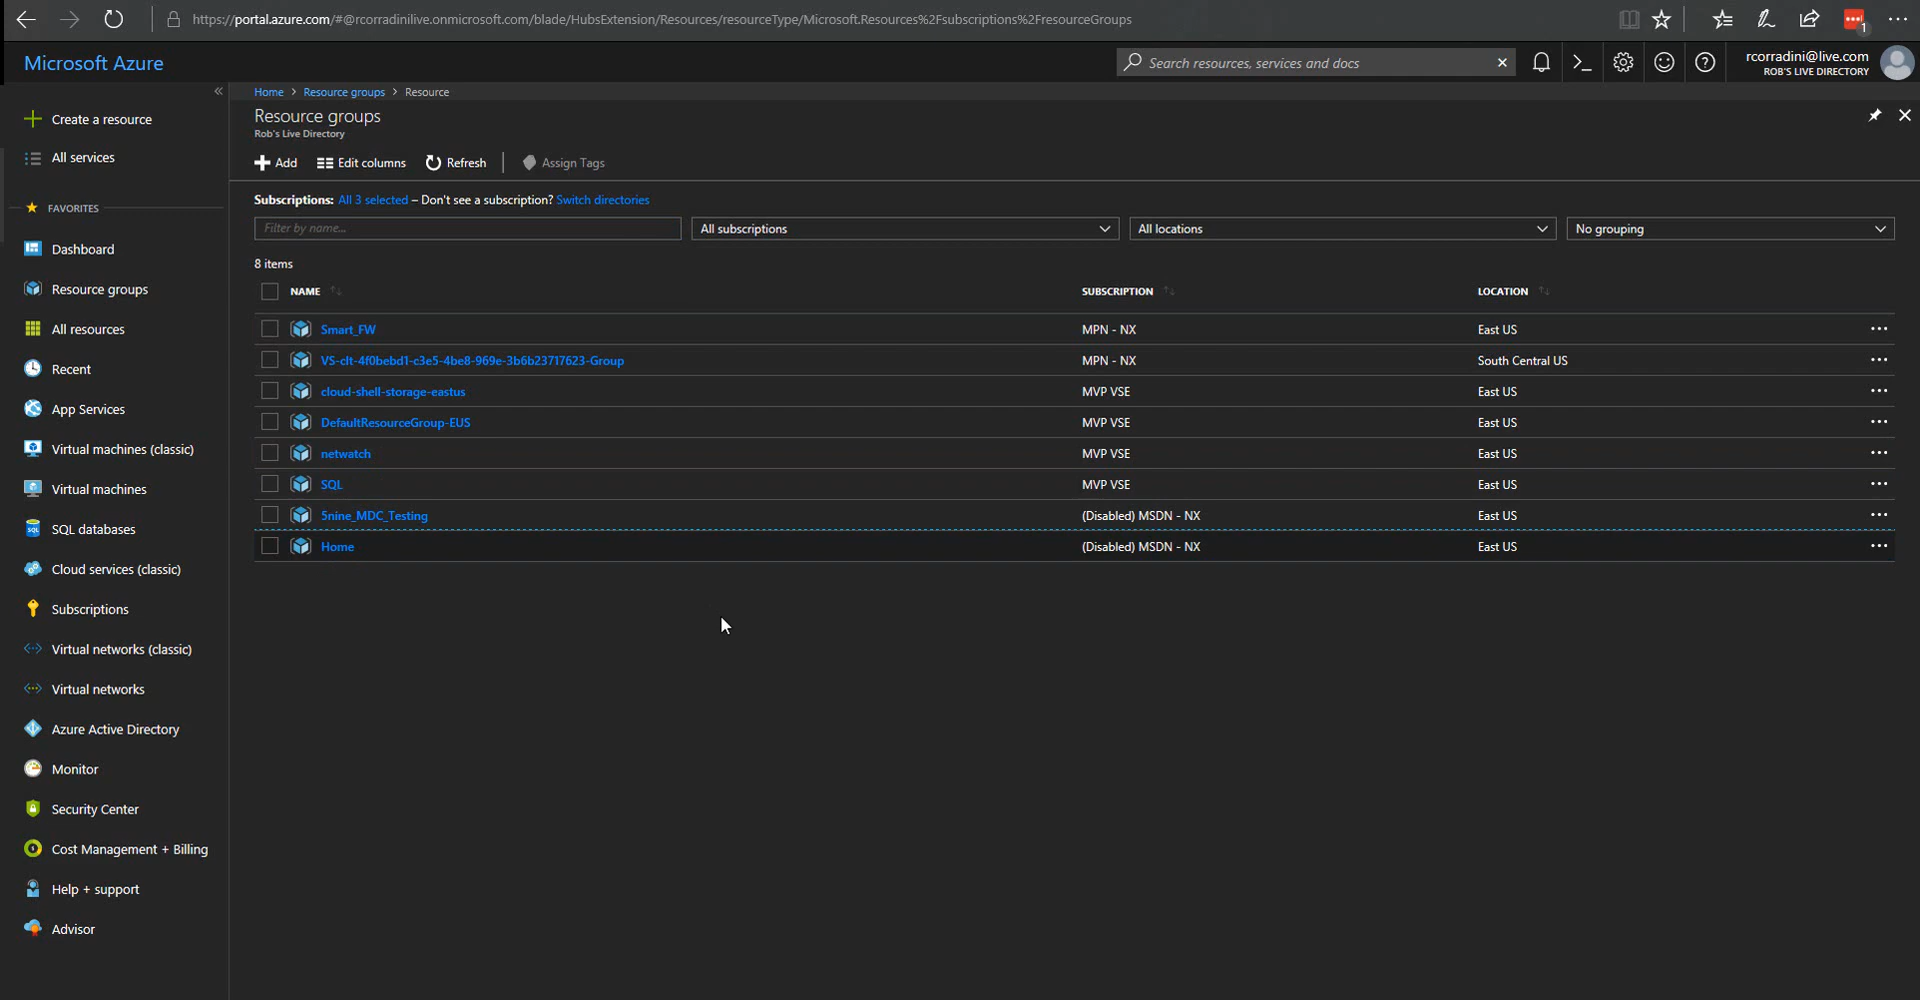 https://portal.azure.com/#@rcorradinilive.onmicrosoft.com/blade/HubsExtension/Resources/resourceType/Microsoft.Resources%2Fsubscriptions%2FresourceGroups
1
Microsoft Azure
Search resources, services and docs
rcorradini@live.com
ROB'S LIVE DIRECTORY
Create a resource
All services
FAVORITES
Dashboard
Resource groups
All resources
Recent
App Services
Virtual machines (classic)
Virtual machines
SQL databases
Cloud services (classic)
Subscriptions
Virtual networks (classic)
Virtual networks
Azure Active Directory
Monitor
Security Center
Cost Management + Billing
Help + support
Advisor
Home > Resource groups > Resource
Resource groups
Rob's Live Directory
Add Edit columns Refresh Assign Tags
Subscriptions: All 3 selected – Don't see a subscription? Switch directories
Filter by name... All subscriptions All locations No grouping
8 items
NAME SUBSCRIPTION LOCATION
Smart_FW MPN - NX East US
VS-clt-4f0bebd1-c3e5-4be8-969e-3b6b23717623-Group MPN - NX South Central US
cloud-shell-storage-eastus MVP VSE East US
DefaultResourceGroup-EUS MVP VSE East US
netwatch MVP VSE East US
SQL MVP VSE East US
5nine_MDC_Testing (Disabled) MSDN - NX East US
Home (Disabled) MSDN - NX East US